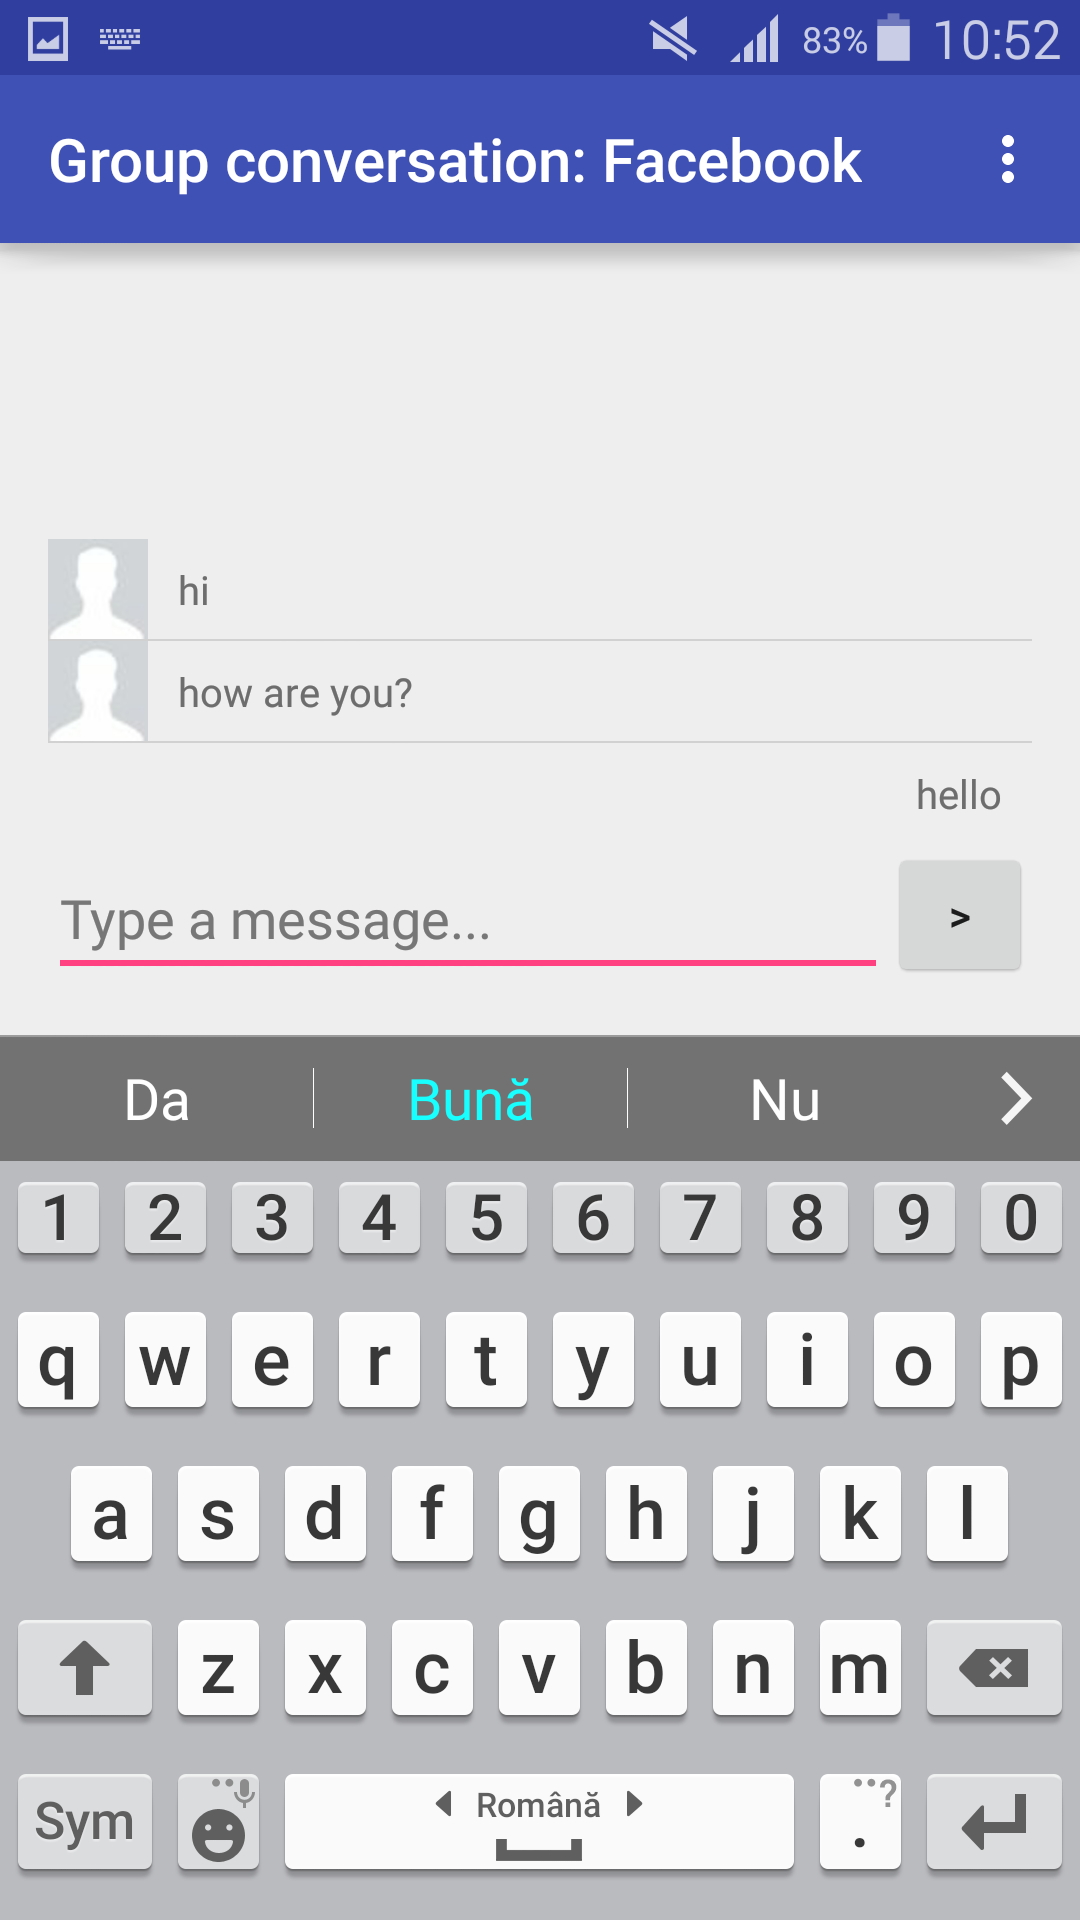 83% 10:52
Group conversation: Facebook
hi
how are you?
hello
Type a message...
>
Da Bună Nu
1 2 3 4 5 6 7 8 9 0
q w e r t y u i o p
a s d f g h j k l
z x c v b n m
Sym Română . ?